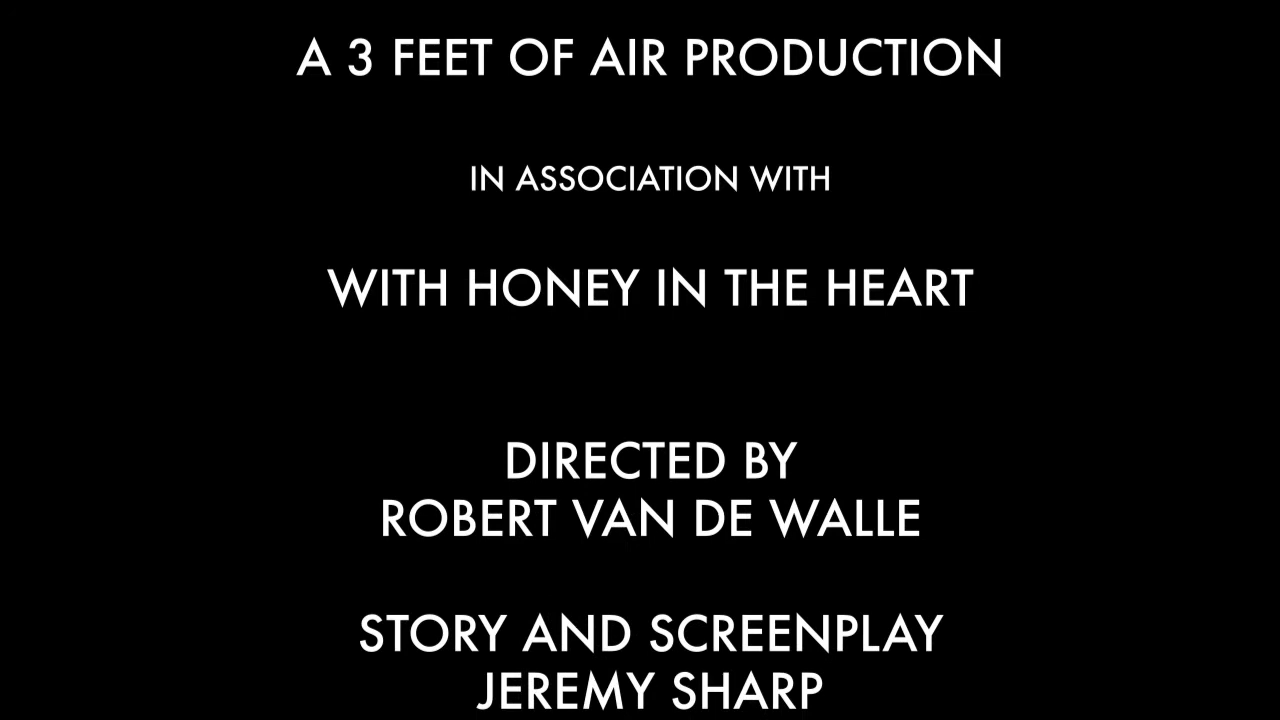 A 3 FEET OF AIR PRODUCTION
IN ASSOCIATION WITH
WITH HONEY IN THE HEART
DIRECTED BY
ROBERT VAN DE WALLE
STORY AND SCREENPLAY
JEREMY SHARP